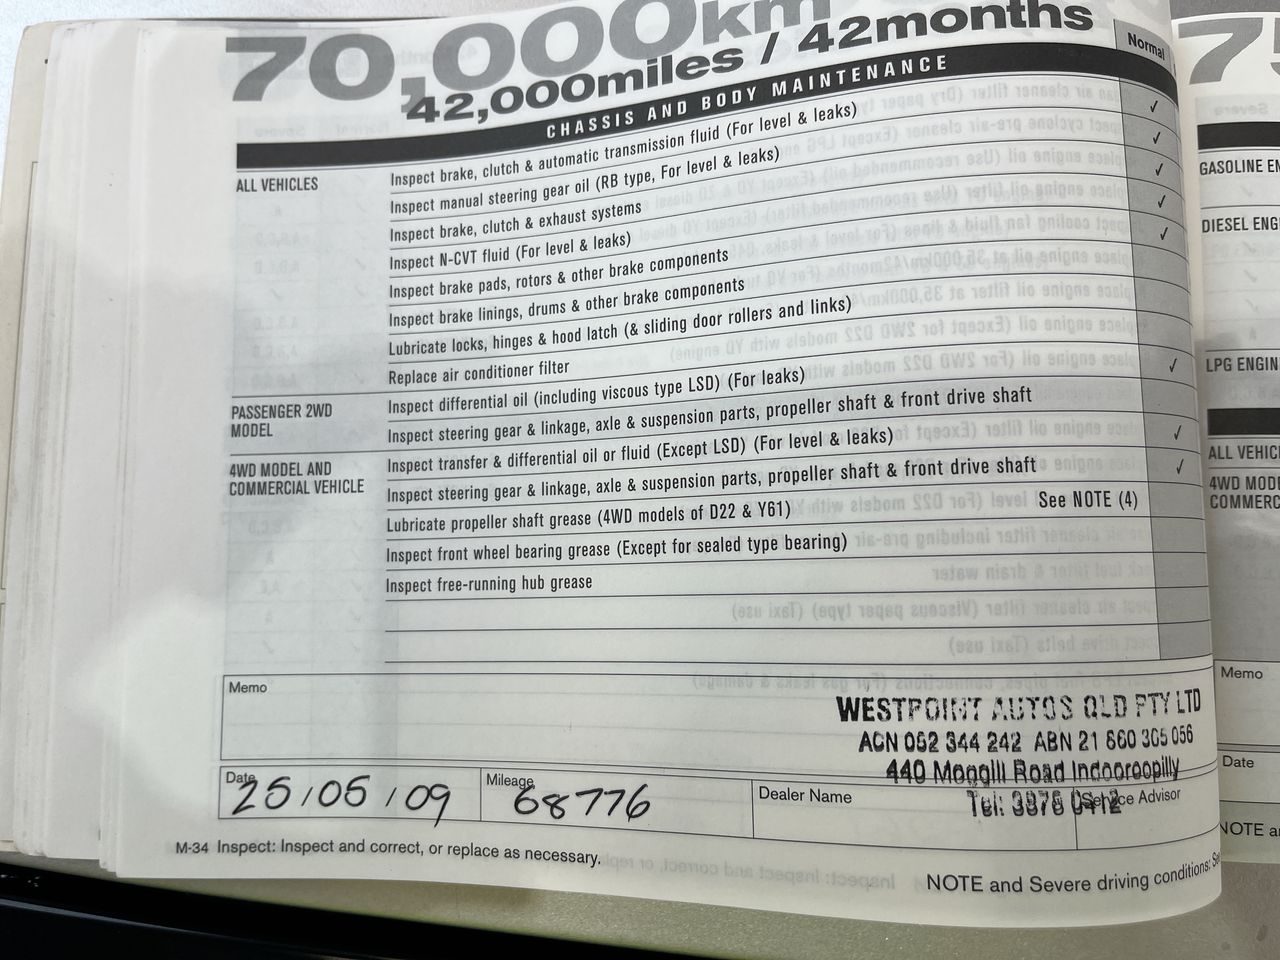 70,000km
42,000miles / 42months
CHASSIS AND BODY MAINTENANCE
Normal
ALL VEHICLES
Inspect brake, clutch & automatic transmission fluid (For level & leaks)
Inspect manual steering gear oil (RB type, For level & leaks)
Inspect brake, clutch & exhaust systems
Inspect N-CVT fluid (For level & leaks)
Inspect brake pads, rotors & other brake components
Inspect brake linings, drums & other brake components
Lubricate locks, hinges & hood latch (& sliding door rollers and links)
Replace air conditioner filter
PASSENGER 2WD
MODEL
Inspect differential oil (including viscous type LSD) (For leaks)
Inspect steering gear & linkage, axle & suspension parts, propeller shaft & front drive shaft
4WD MODEL AND
COMMERCIAL VEHICLE
Inspect transfer & differential oil or fluid (Except LSD) (For level & leaks)
Inspect steering gear & linkage, axle & suspension parts, propeller shaft & front drive shaft
Lubricate propeller shaft grease (4WD models of D22 & Y61) See NOTE (4)
Inspect front wheel bearing grease (Except for sealed type bearing)
Inspect free-running hub grease
Memo
WESTPOINT AUTOS QLD PTY LTD
ACN 052 344 242 ABN 21 860 305 056
440 Moggill Road Indooroopilly
Tel: 3878 0412
Date 25/05/09
Mileage 68776
Dealer Name
Service Advisor
M-34 Inspect: Inspect and correct, or replace as necessary.
NOTE and Severe driving conditions:
75
GASOLINE EN
DIESEL ENG
LPG ENGIN
ALL VEHIC
4WD MODE
COMMERC
Memo
Date
NOTE a